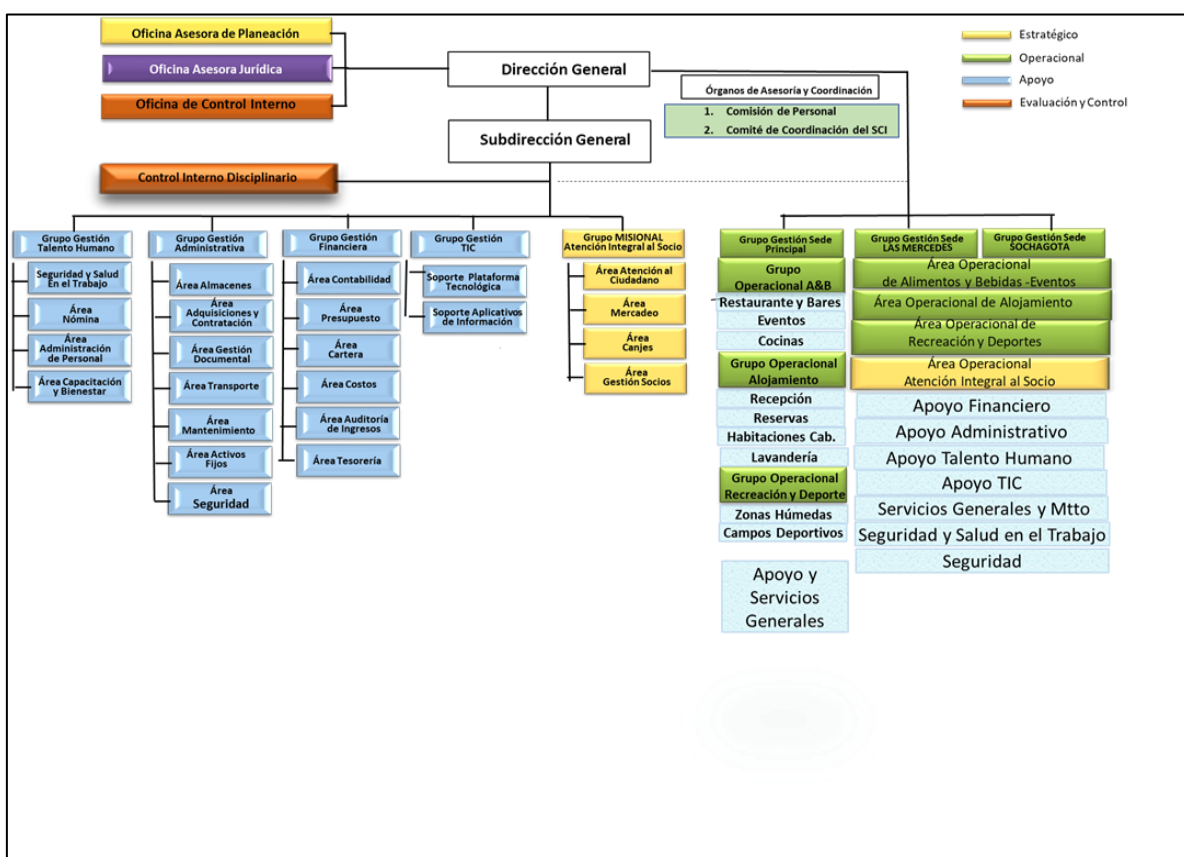 Oficina Asesora de Planeación
Oficina Asesora Jurídica
Oficina de Control Interno
Dirección General
Subdirección General
Control Interno Disciplinario
Órganos de Asesoría y Coordinación
1. Comisión de Personal
2. Comité de Coordinación del SCI
Estratégico
Operacional
Apoyo
Evaluación y Control
Grupo Gestión
Talento Humano
Seguridad y Salud
En el Trabajo
Área
Nómina
Área
Administración
de Personal
Área Capacitación
y Bienestar
Grupo Gestión
Administrativa
Área Almacenes
Área
Adquisiciones y
Contratación
Área Gestión
Documental
Área Transporte
Área
Mantenimiento
Área Activos
Fijos
Área
Seguridad
Grupo Gestión
Financiera
Área Contabilidad
Área
Presupuesto
Área
Cartera
Área Costos
Área Auditoría
de Ingresos
Área Tesorería
Grupo Gestión
TIC
Soporte Plataforma
Tecnológica
Soporte Aplicativos
de Información
Grupo MISIONAL
Atención Integral al Socio
Área Atención al
Ciudadano
Área
Mercadeo
Área
Canjes
Área
Gestión Socios
Grupo Gestión Sede
Principal
Grupo
Operacional A&B
Restaurante y Bares
Eventos
Cocinas
Grupo Operacional
Alojamiento
Recepción
Reservas
Habitaciones Cab.
Lavandería
Grupo Operacional
Recreación y Deporte
Zonas Húmedas
Campos Deportivos
Apoyo y
Servicios
Generales
Grupo Gestión Sede
LAS MERCEDES
Grupo Gestión Sede
SOCHAGOTA
Área Operacional
de Alimentos y Bebidas -Eventos
Área Operacional de Alojamiento
Área Operacional de
Recreación y Deportes
Área Operacional
Atención Integral al Socio
Apoyo Financiero
Apoyo Administrativo
Apoyo Talento Humano
Apoyo TIC
Servicios Generales y Mtto
Seguridad y Salud en el Trabajo
Seguridad